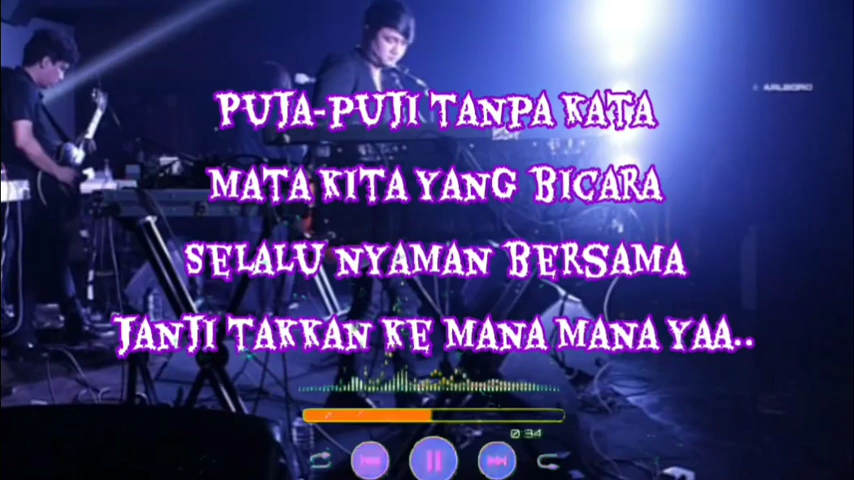 PUJA-PUJI TANPA KATA
MATA KITA YANG BICARA
SELALU NYAMAN BERSAMA
JANJI TAKKAN KE MANA MANA YAA..
0:34